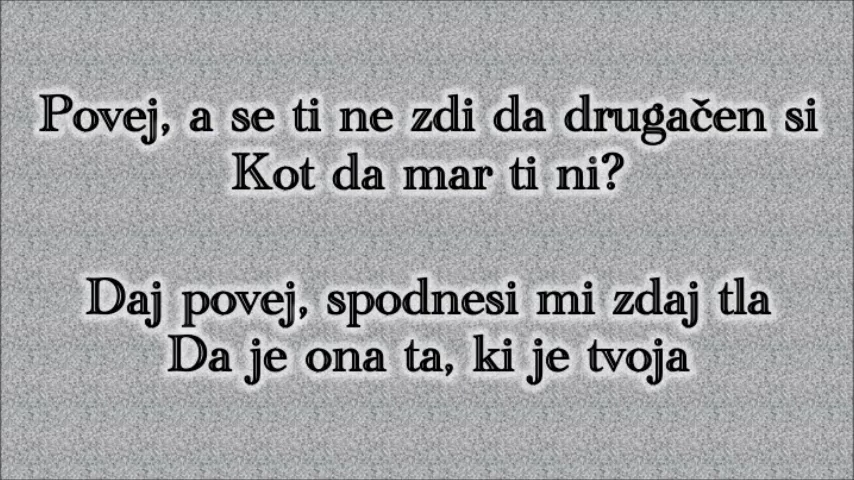 Povej, a se ti ne zdi da drugačen si
Kot da mar ti ni?
Daj povej, spodnesi mi zdaj tla
Da je ona ta, ki je tvoja